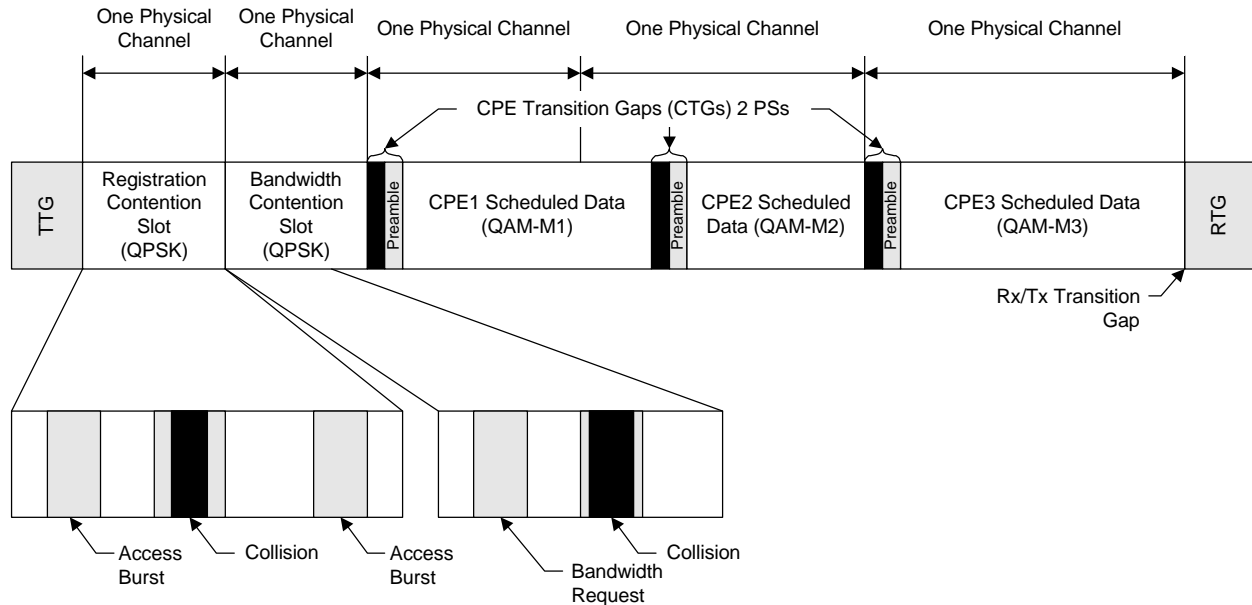 One Physical
Channel
One Physical
Channel
One Physical Channel
One Physical Channel
One Physical Channel
CPE Transition Gaps (CTGs) 2 PSs
TTG
Registration
Contention
Slot
(QPSK)
Bandwidth
Contention
Slot
(QPSK)
Preamble
CPE1 Scheduled Data
(QAM-M1)
Preamble
CPE2 Scheduled
Data (QAM-M2)
Preamble
CPE3 Scheduled Data
(QAM-M3)
RTG
Rx/Tx Transition
Gap
Access
Burst
Collision
Access
Burst
Bandwidth
Request
Collision